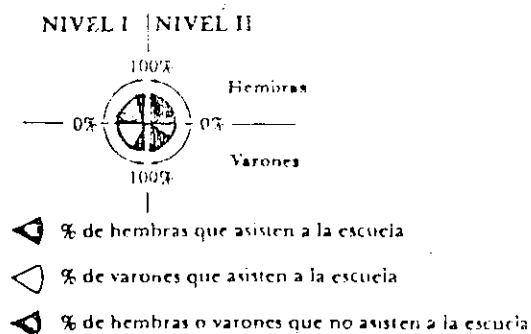 NIVEL I | NIVEL II
100%
Hembras
0% 0%
Varones
100%
% de hembras que asisten a la escuela
% de varones que asisten a la escuela
% de hembras o varones que no asisten a la escuela